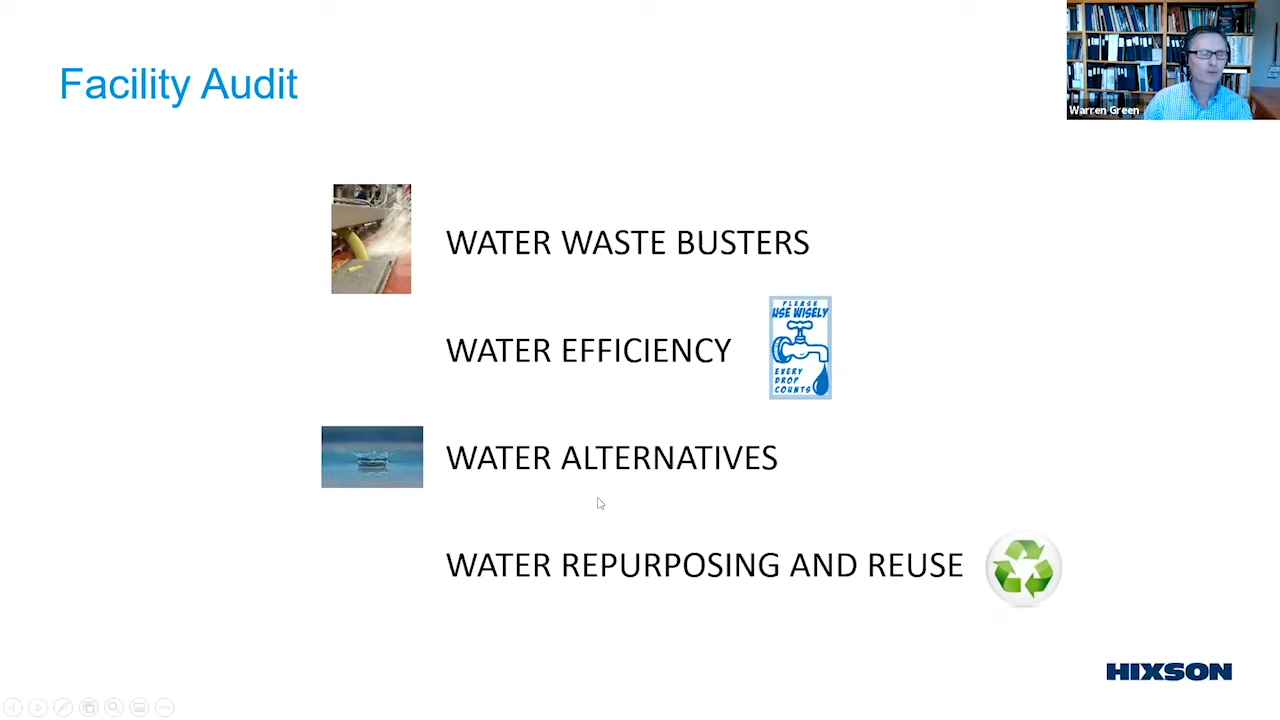 Facility Audit
Warren Green
WATER WASTE BUSTERS
PLEASE
USE WISELY
WATER EFFICIENCY
EVERY
DROP
COUNTS
WATER ALTERNATIVES
WATER REPURPOSING AND REUSE
HIXSON